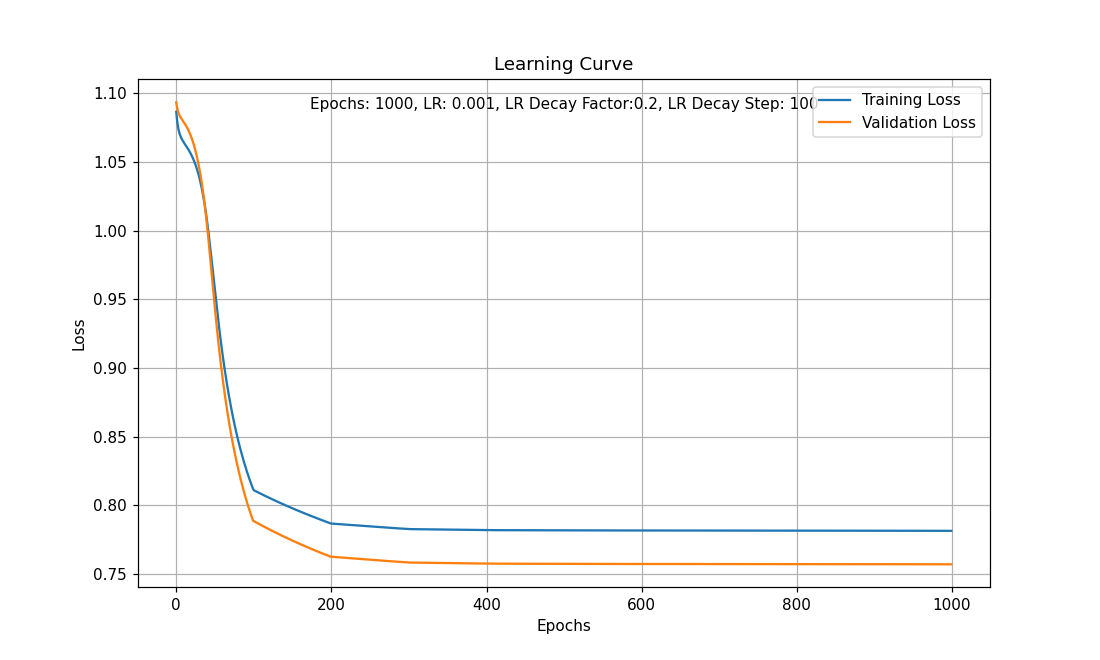 Learning Curve
Epochs: 1000, LR: 0.001, LR Decay Factor:0.2, LR Decay Step: 100
Training Loss
Validation Loss
1.10
1.05
1.00
0.95
0.90
0.85
0.80
0.75
Loss
0 200 400 600 800 1000
Epochs